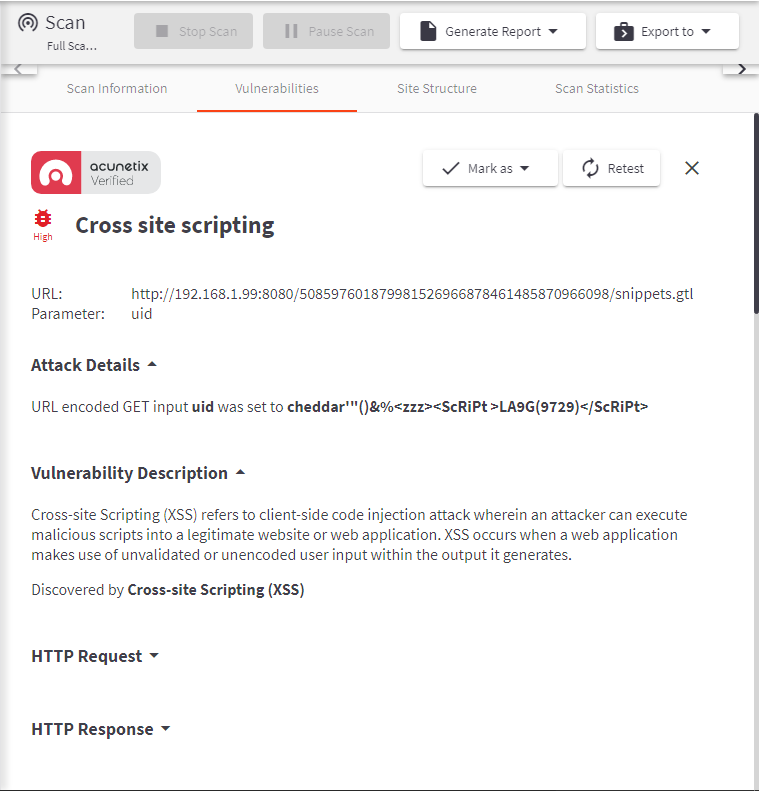 Scan
Full Sca...
Stop Scan
Pause Scan
Generate Report
Export to
Scan Information
Vulnerabilities
Site Structure
Scan Statistics
acunetix
Verified
Mark as
Retest
High
Cross site scripting
URL: http://192.168.1.99:8080/508597601879981526966878461485870966098/snippets.gtl
Parameter: uid
Attack Details
URL encoded GET input uid was set to cheddar'"()&%<zzz><ScRiPt >LA9G(9729)</ScRiPt>
Vulnerability Description
Cross-site Scripting (XSS) refers to client-side code injection attack wherein an attacker can execute
malicious scripts into a legitimate website or web application. XSS occurs when a web application
makes use of unvalidated or unencoded user input within the output it generates.
Discovered by Cross-site Scripting (XSS)
HTTP Request
HTTP Response